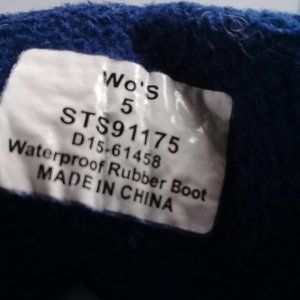 Wo'S
5
STS91175
D15-61458
Waterproof Rubber Boot
MADE IN CHINA